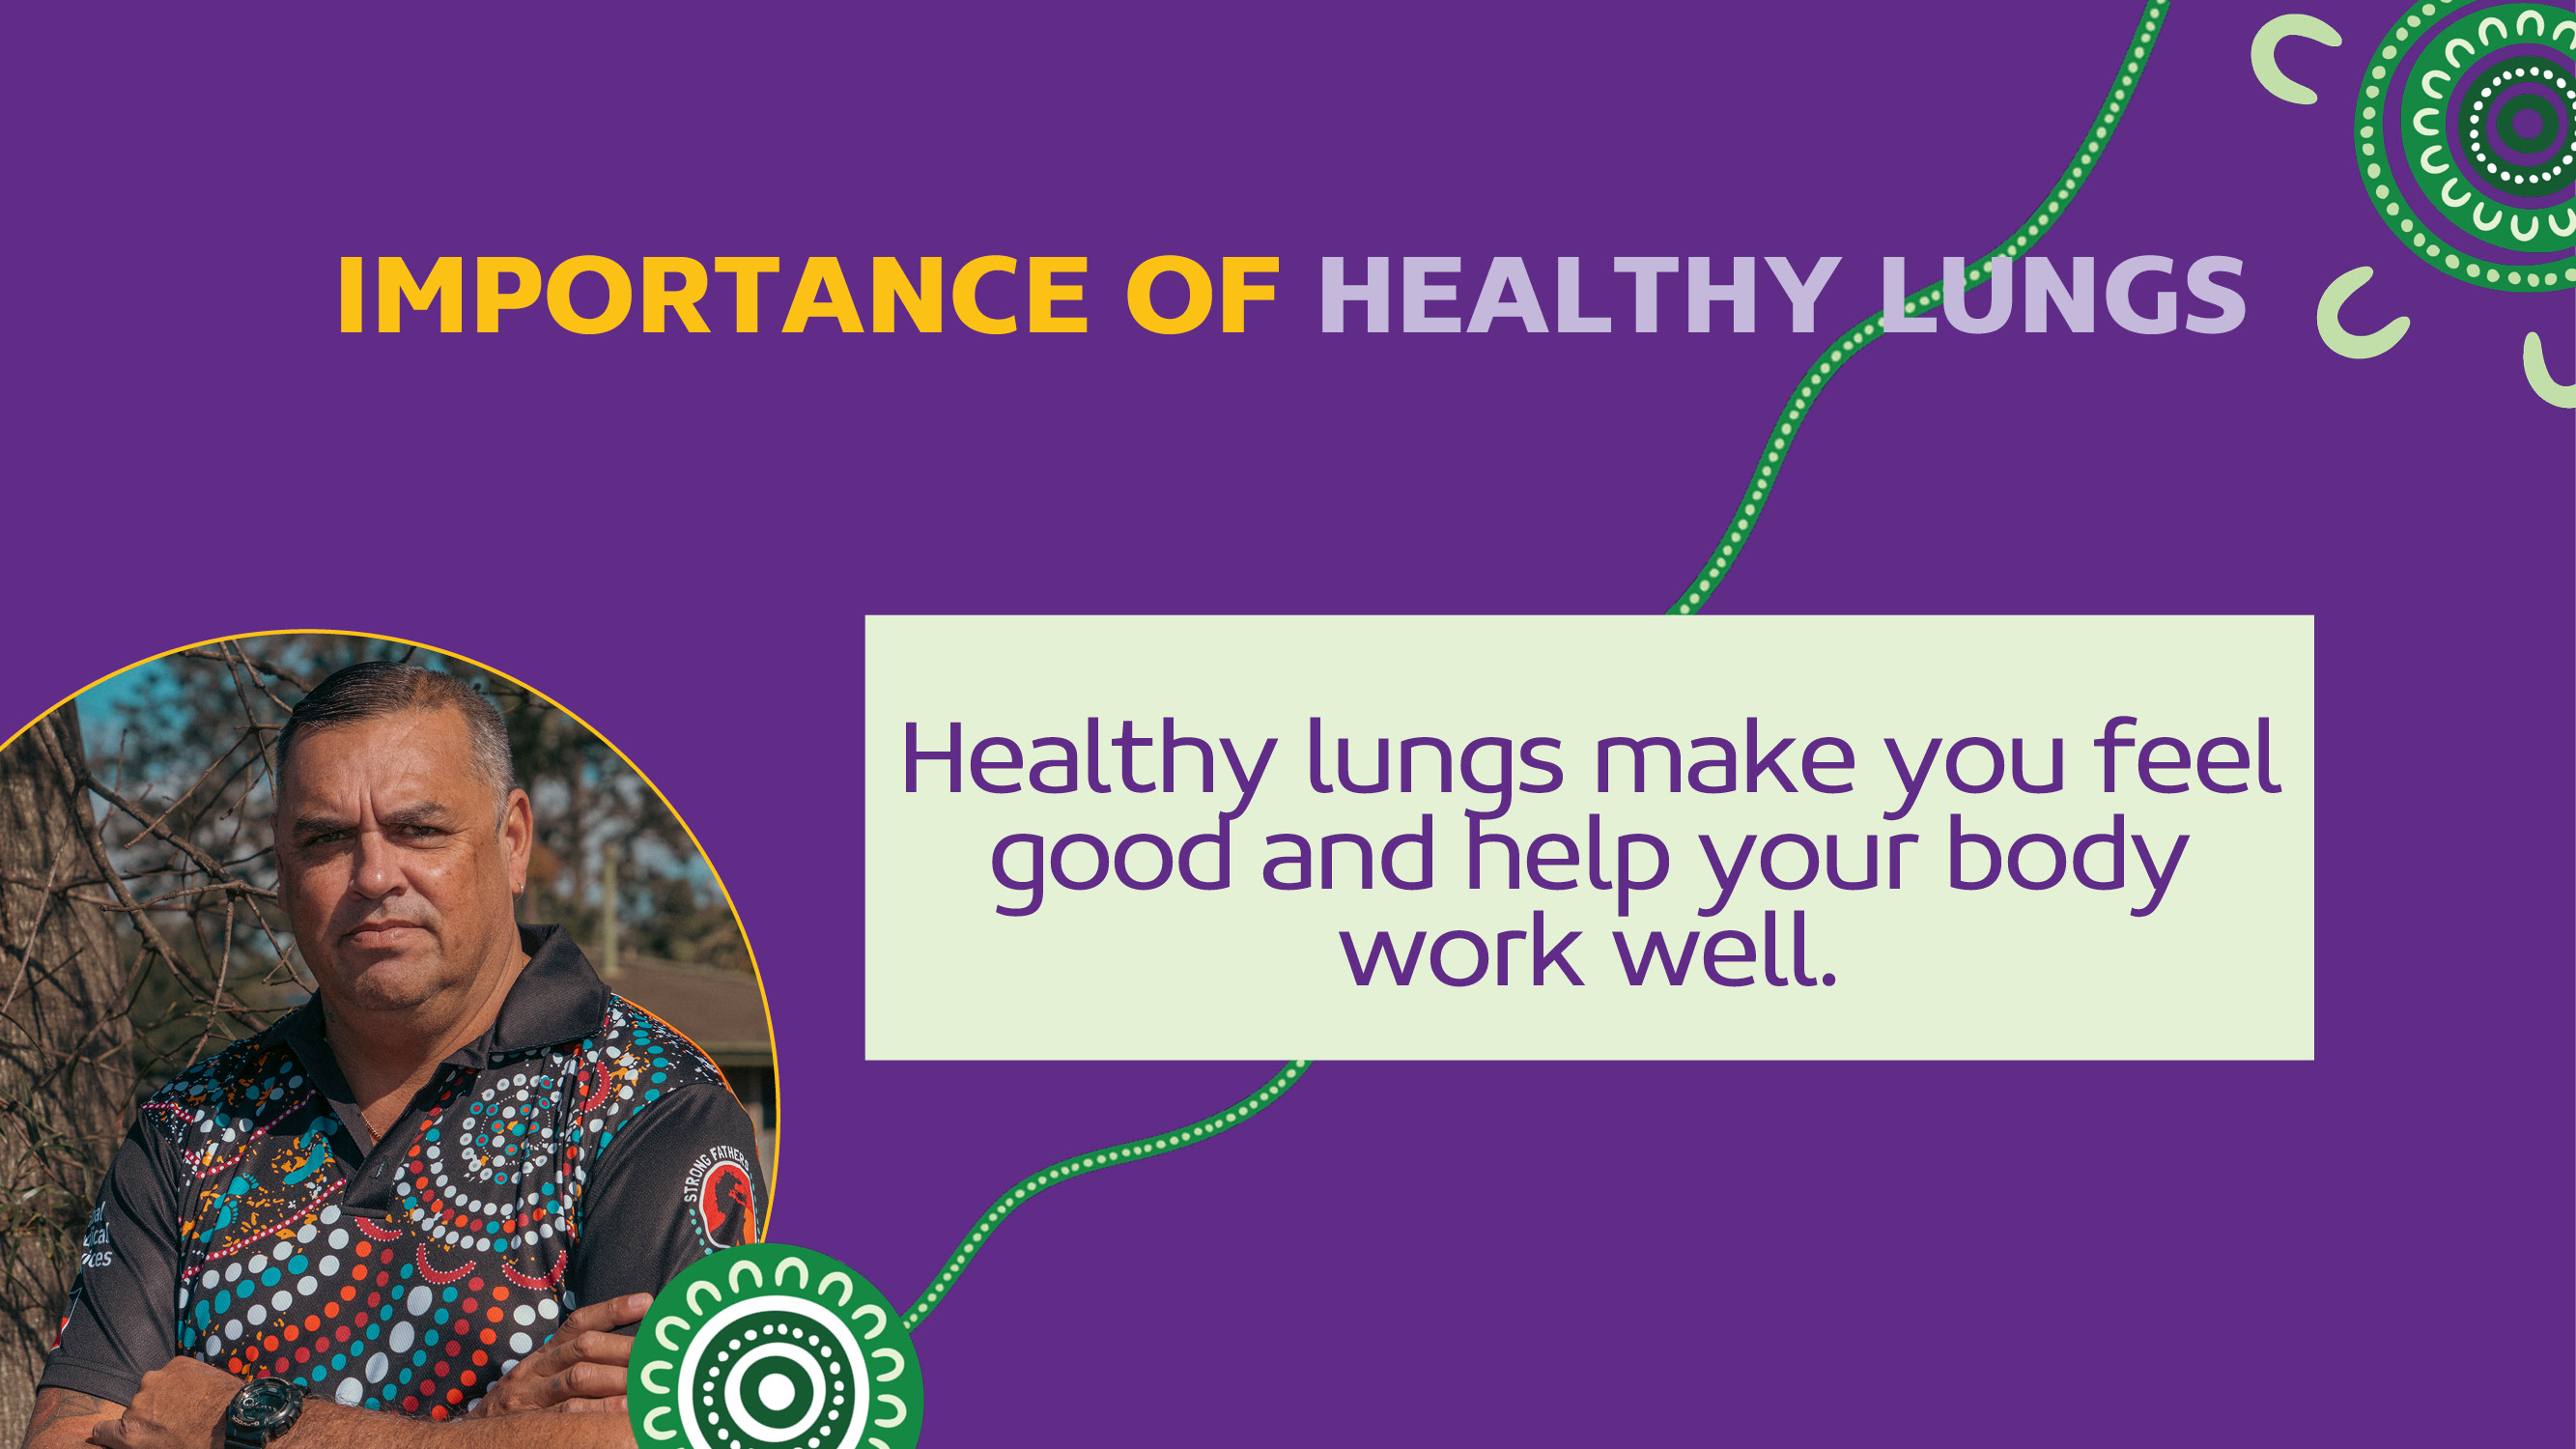 IMPORTANCE OF HEALTHY LUNGS
Healthy lungs make you feel
good and help your body
work well.
STRONG FATHERS